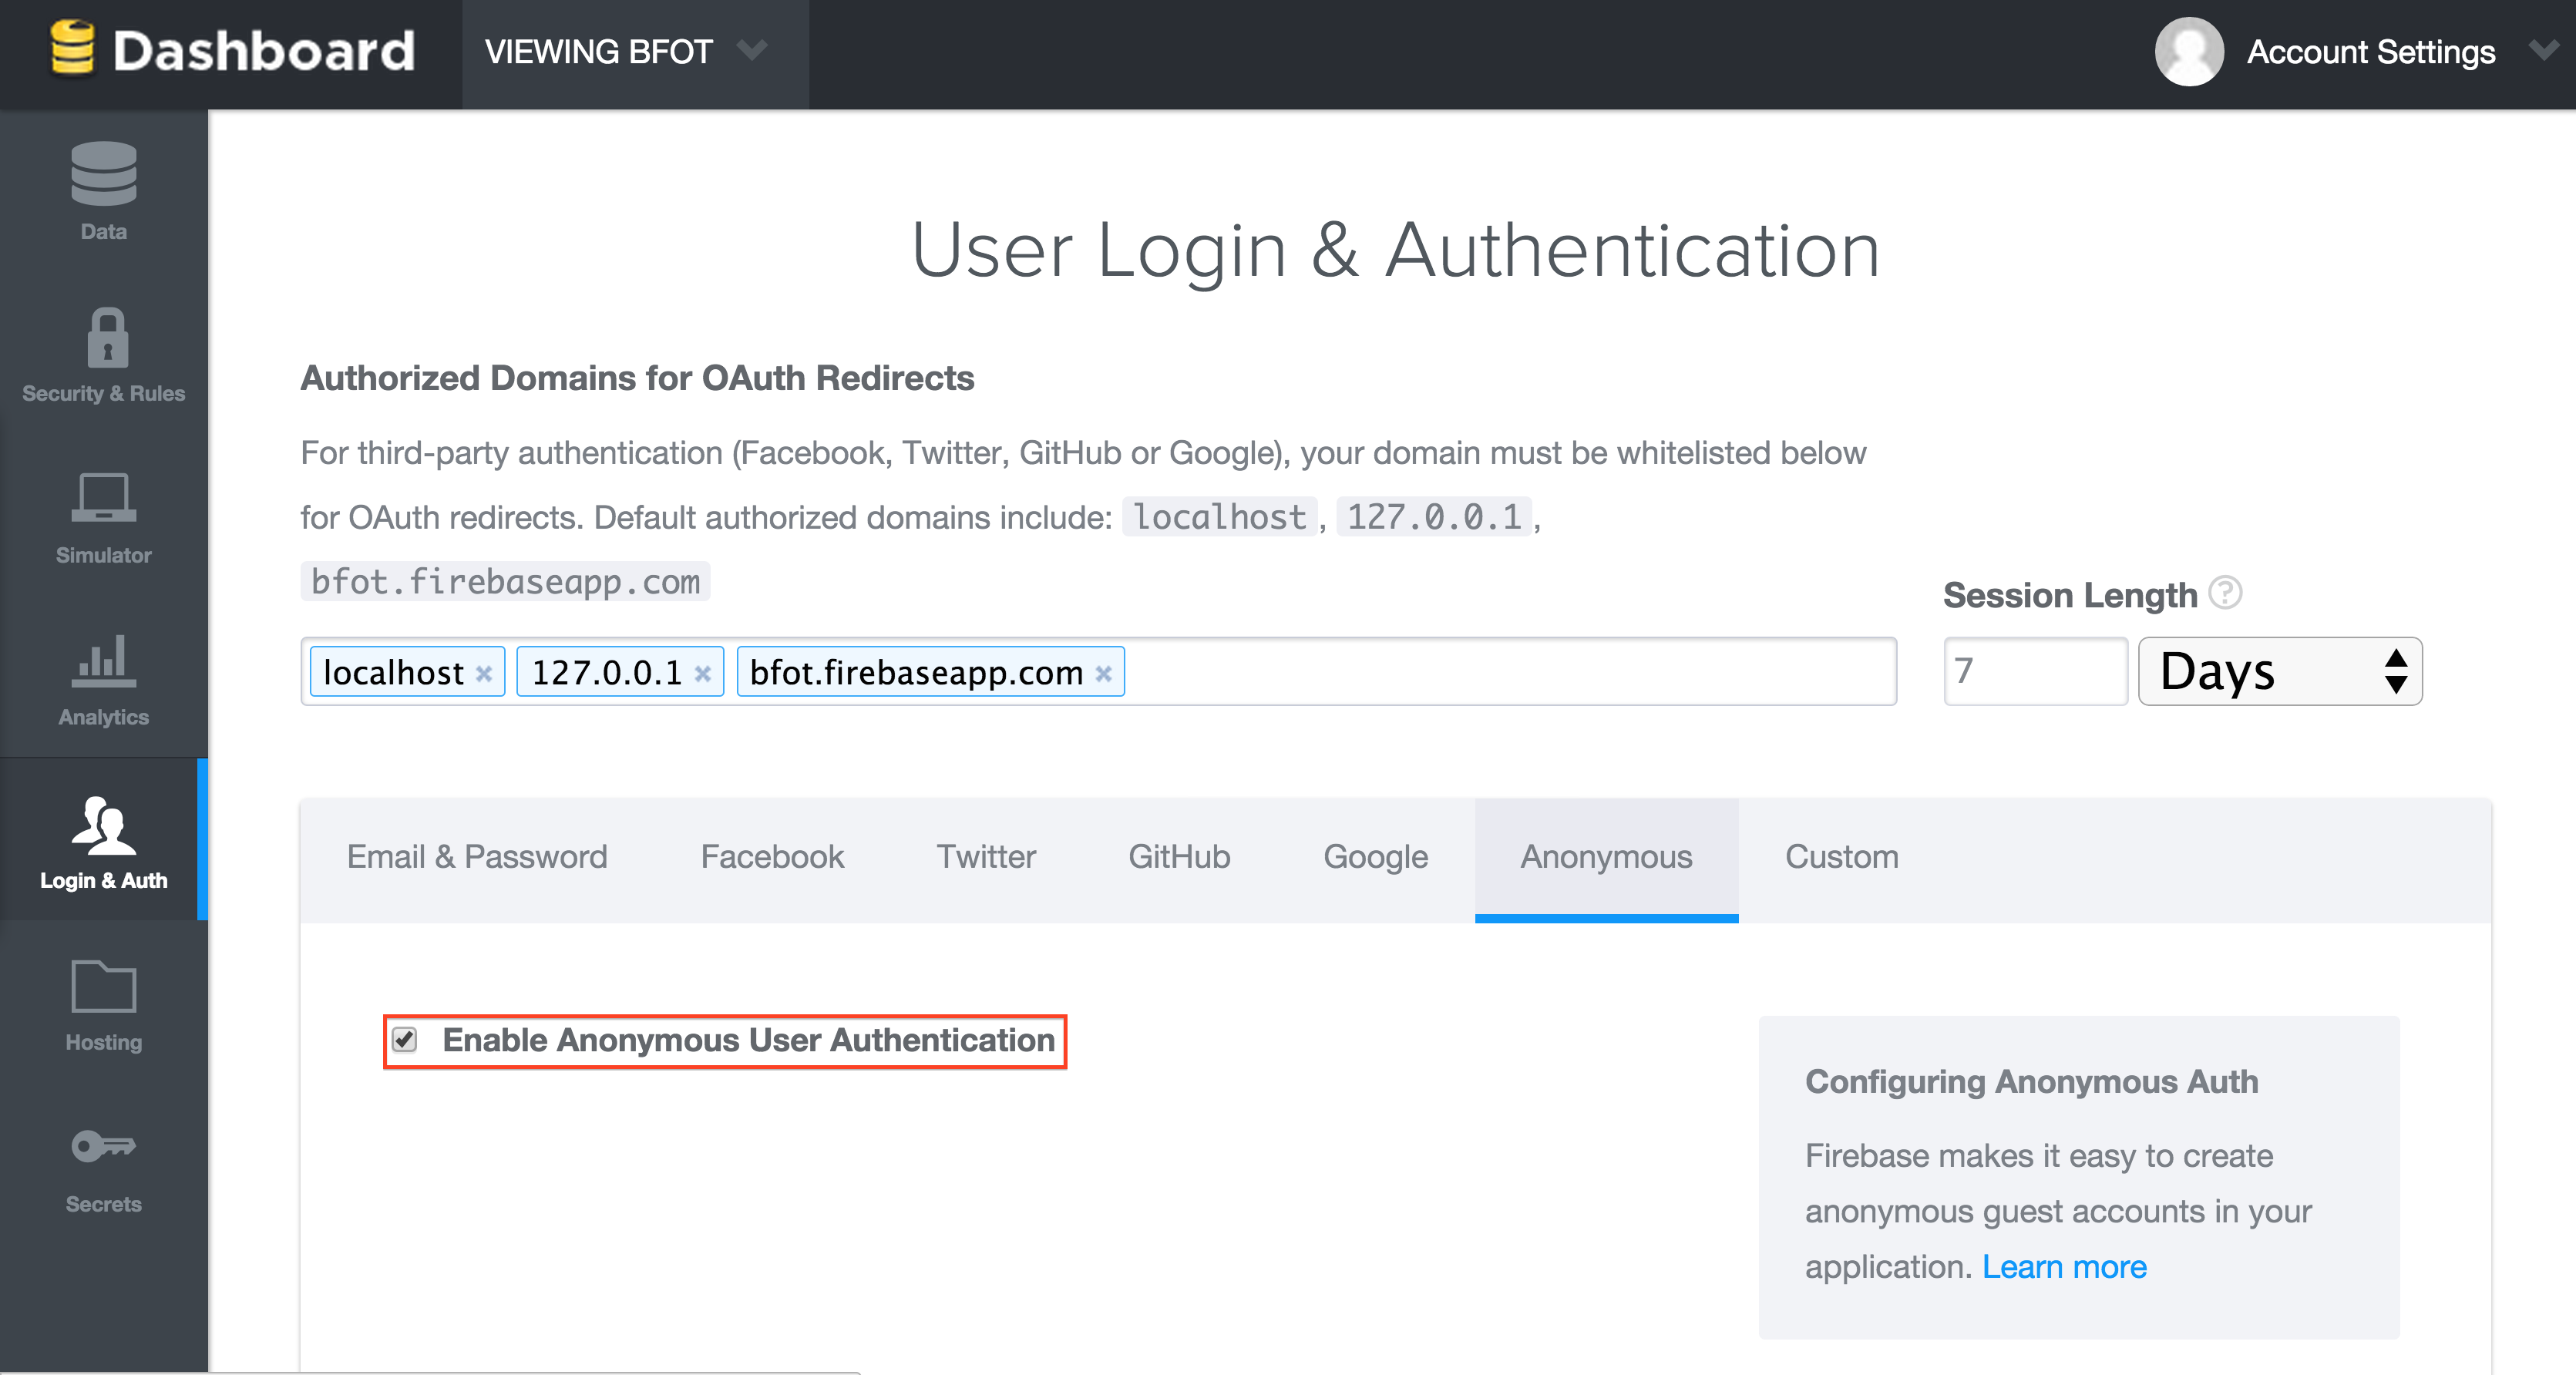 Dashboard
VIEWING BFOT
Account Settings
Data
Security & Rules
Simulator
Analytics
Login & Auth
Hosting
Secrets
User Login & Authentication
Authorized Domains for OAuth Redirects
For third-party authentication (Facebook, Twitter, GitHub or Google), your domain must be whitelisted below
for OAuth redirects. Default authorized domains include: localhost, 127.0.0.1,
bfot.firebaseapp.com
localhost × 127.0.0.1 × bfot.firebaseapp.com ×
Session Length ?
7 Days
Email & Password Facebook Twitter GitHub Google Anonymous Custom
Enable Anonymous User Authentication
Configuring Anonymous Auth
Firebase makes it easy to create
anonymous guest accounts in your
application. Learn more